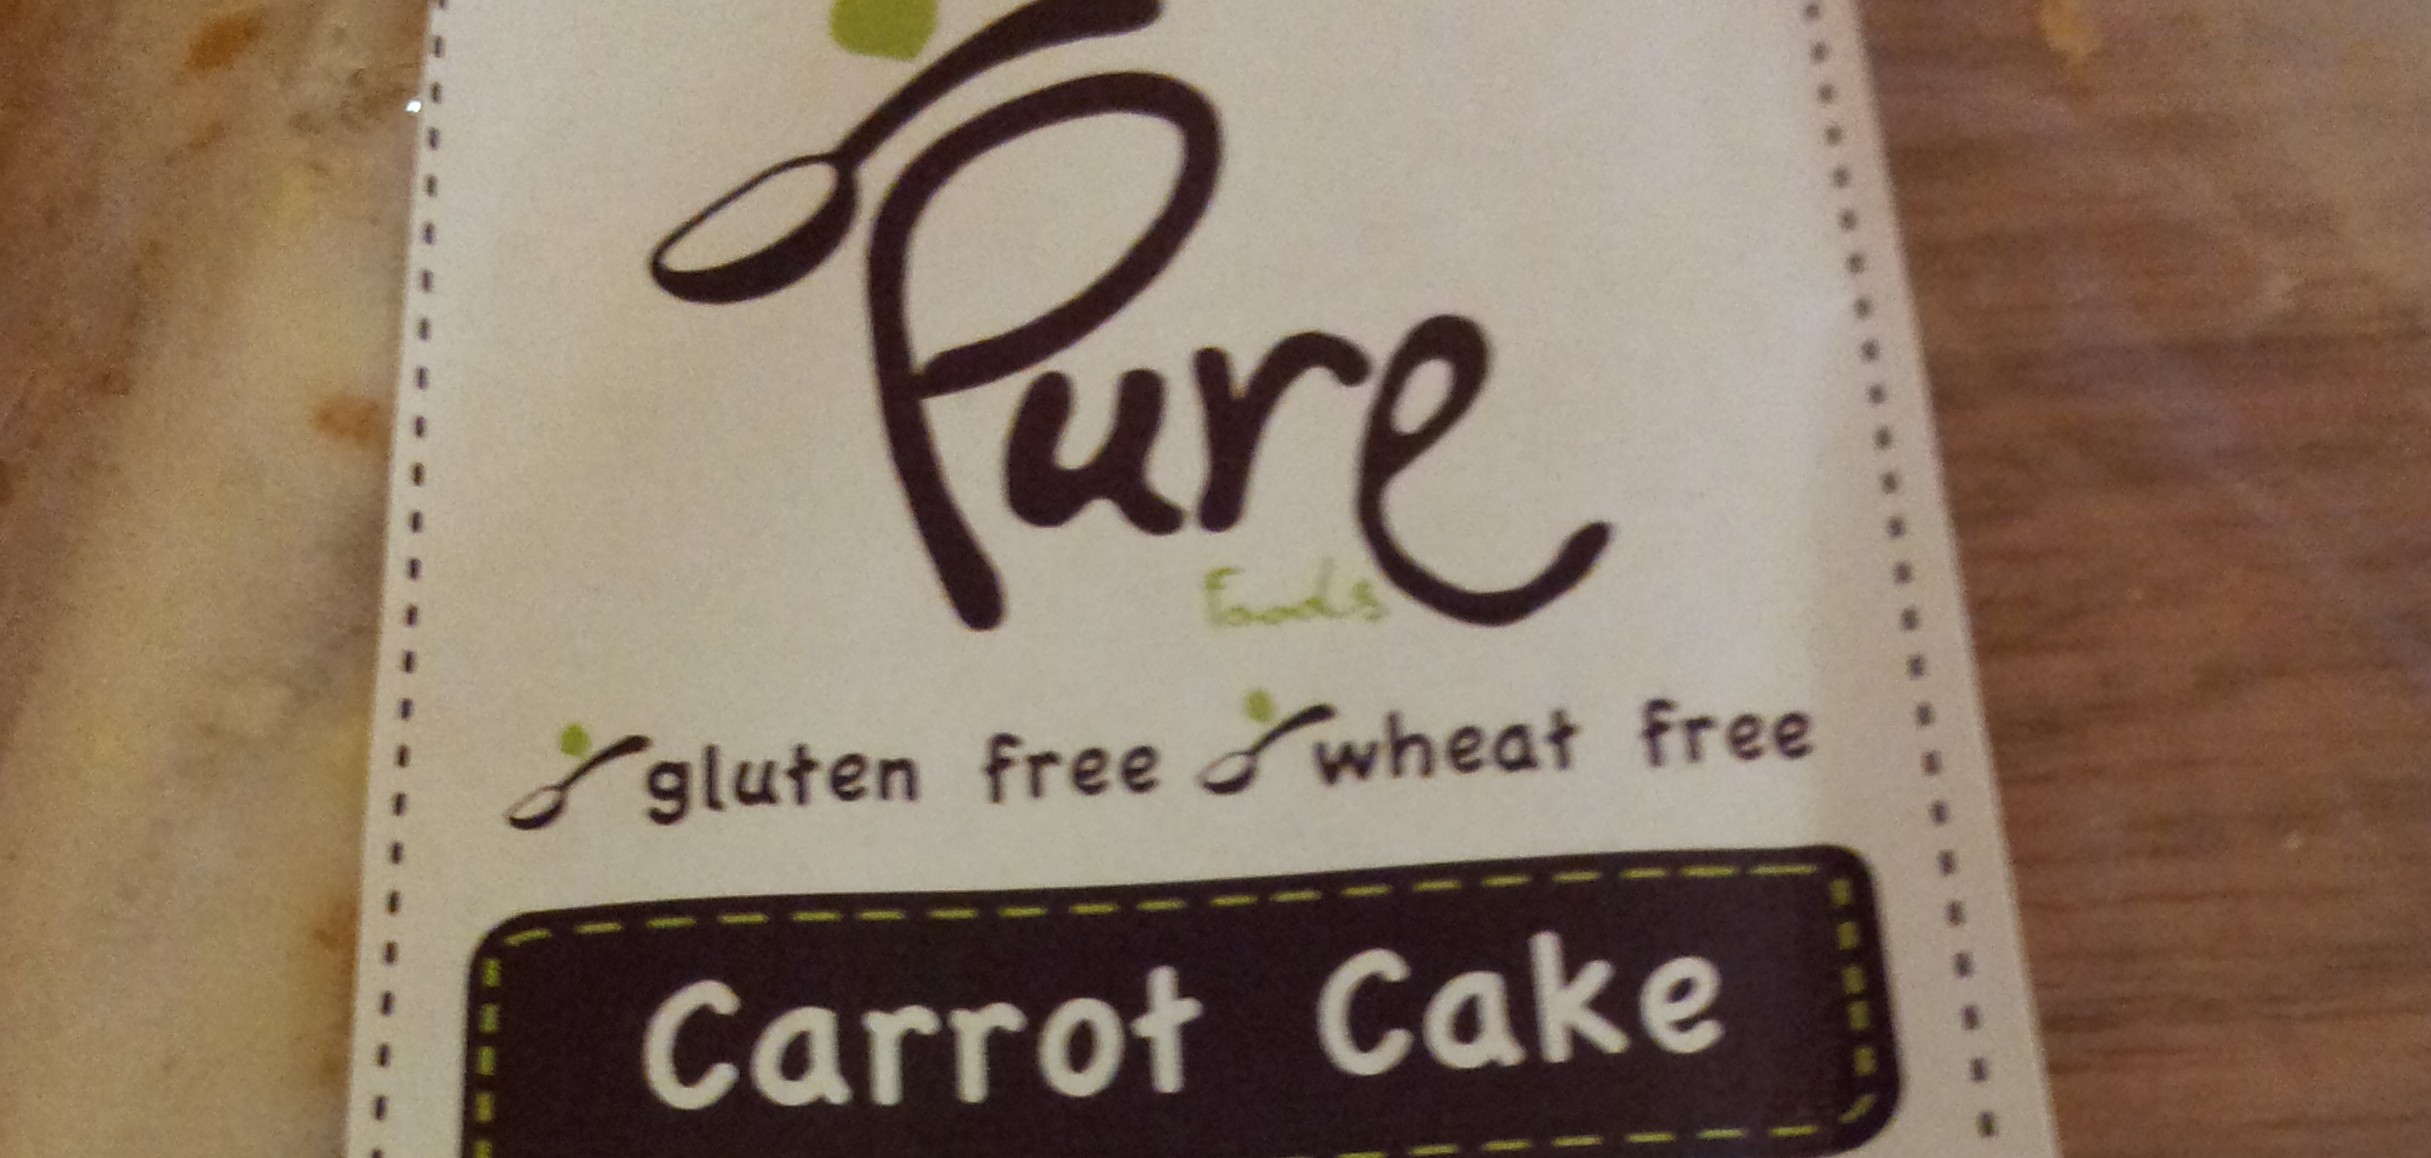 Pure
Foods
gluten free wheat free
Carrot Cake